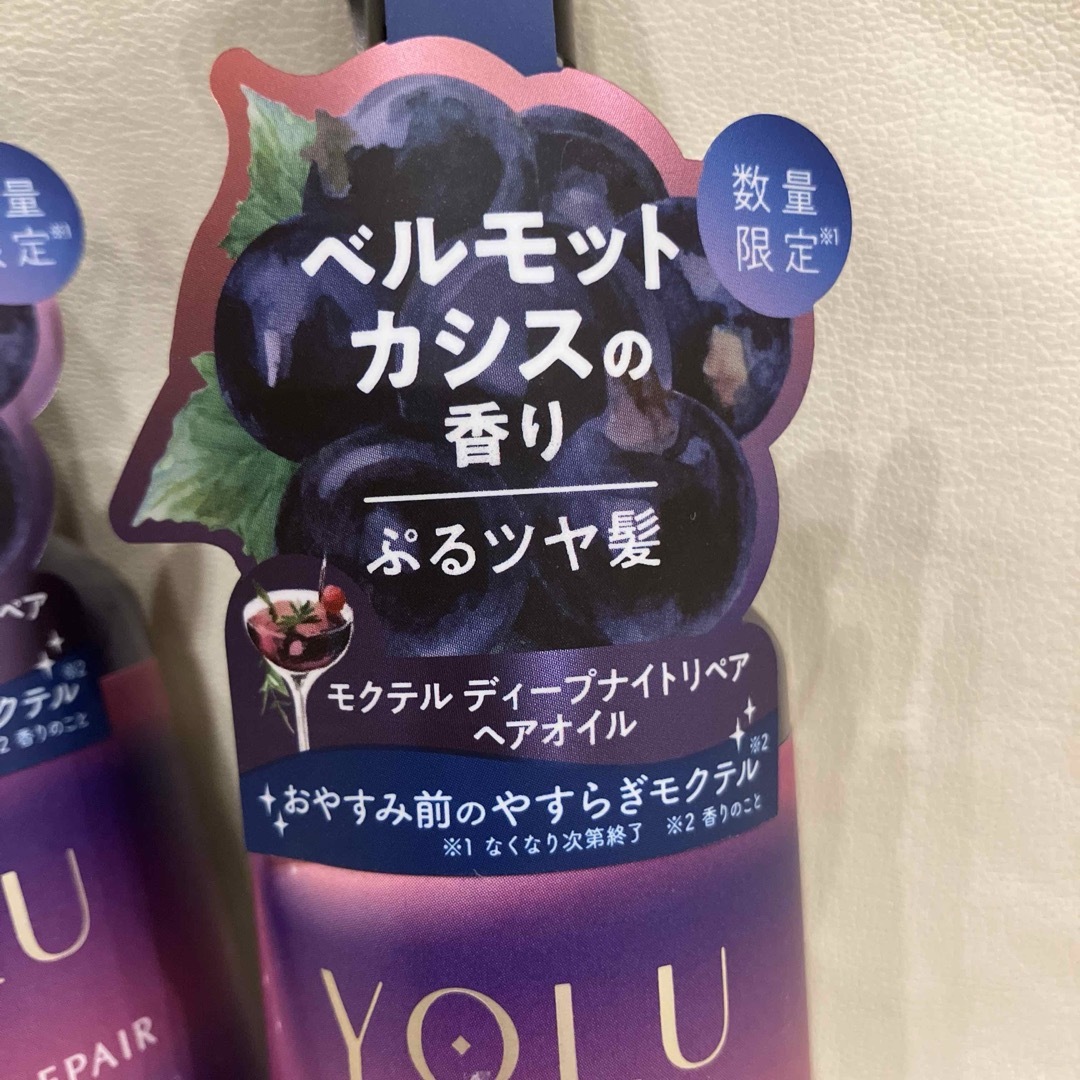 数量
限定※1
ベルモット
カシスの
香り
ぷるツヤ髪
モクテル ディープナイトリペア
ヘアオイル
おやすみ前のやすらぎモクテル※2
※1 なくなり次第終了 ※2 香りのこと
YOLU
量
限定※1
ペア
クテル※2
2 香りのこと
LU
EPAIR